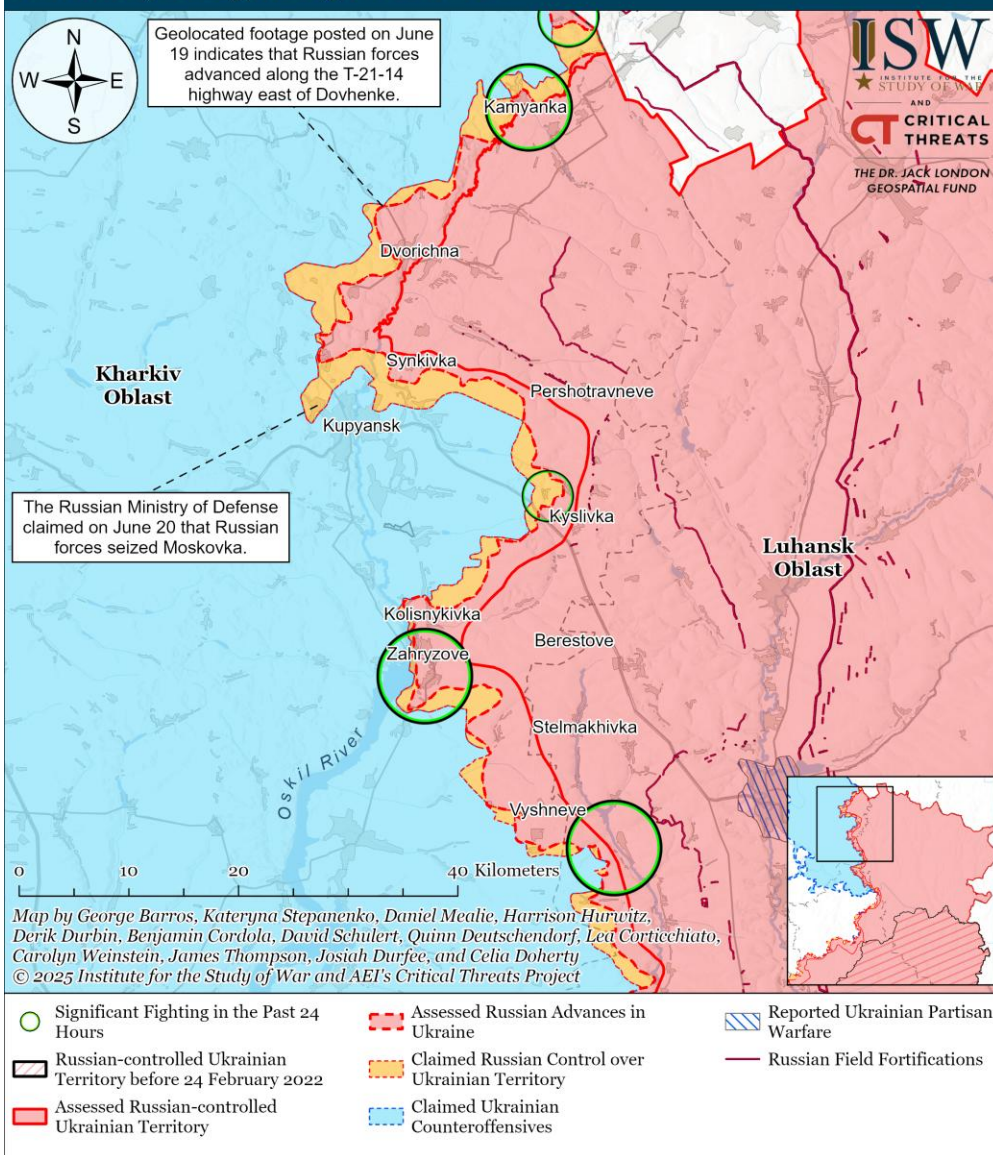 N
W E
S
Geolocated footage posted on June
19 indicates that Russian forces
advanced along the T-21-14
highway east of Dovhenke.
ISW
INSTITUTE FOR THE
STUDY OF WAR
AND
CT CRITICAL
THREATS
THE DR. JACK LONDON
GEOSPATIAL FUND
Kamyanka
Dvorichna
Synkivka
Pershotravneve
Kharkiv
Oblast
Kupyansk
The Russian Ministry of Defense
claimed on June 20 that Russian
forces seized Moskovka.
Kyslivka
Luhansk
Oblast
Kolisnykivka
Berestove
Zahryzove
Stelmakhivka
Oskil River
Vyshneve
0 10 20 40 Kilometers
Map by George Barros, Kateryna Stepanenko, Daniel Mealie, Harrison Hurwitz,
Derik Durbin, Benjamin Cordola, David Schulert, Quinn Deutschendorf, Lea Corticchiato,
Carolyn Weinstein, James Thompson, Josiah Durfee, and Celia Doherty
© 2025 Institute for the Study of War and AEI's Critical Threats Project
Significant Fighting in the Past 24
Hours
Russian-controlled Ukrainian
Territory before 24 February 2022
Assessed Russian-controlled
Ukrainian Territory
Assessed Russian Advances in
Ukraine
Claimed Russian Control over
Ukrainian Territory
Claimed Ukrainian
Counteroffensives
Reported Ukrainian Partisan
Warfare
Russian Field Fortifications